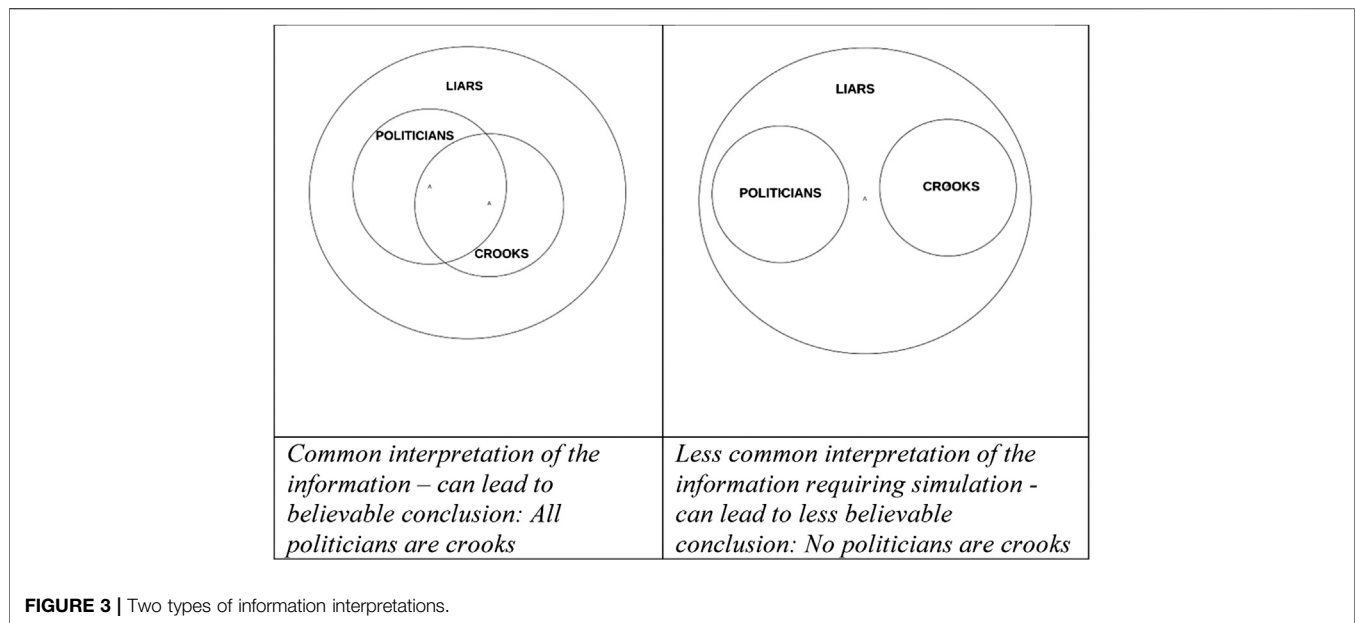 LIARS
POLITICIANS
A
A
CROOKS
LIARS
POLITICIANS
A
CROOKS
Common interpretation of the
information – can lead to
believable conclusion: All
politicians are crooks
Less common interpretation of the
information requiring simulation -
can lead to less believable
conclusion: No politicians are crooks
FIGURE 3 | Two types of information interpretations.